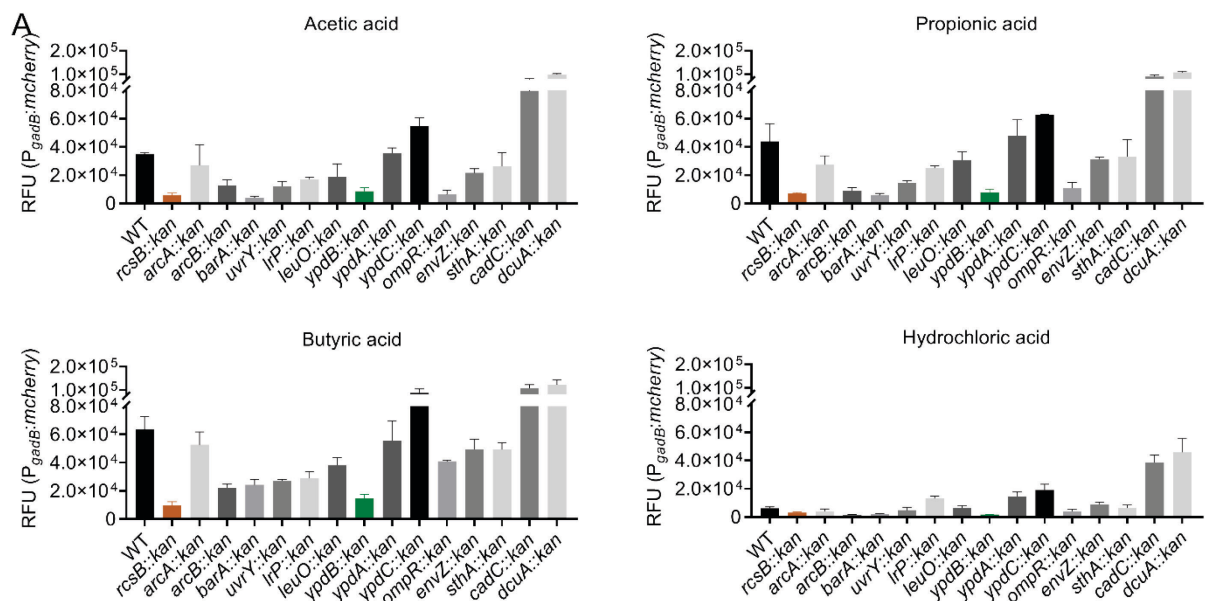 A
Acetic acid
RFU (PgadB:mcherry)
2.0×10⁵
1.0×10⁵
8.0×10⁴
6.0×10⁴
4.0×10⁴
2.0×10⁴
0
WT
rcsB::kan
arcA::kan
arcB::kan
barA::kan
uvrY::kan
lrP::kan
leuO::kan
ypdB::kan
ypdA::kan
ypdC::kan
ompR::kan
envZ::kan
sthA::kan
cadC::kan
dcuA::kan
Propionic acid
RFU (PgadB:mcherry)
2.0×10⁵
1.0×10⁵
8.0×10⁴
6.0×10⁴
4.0×10⁴
2.0×10⁴
0
WT
rcsB::kan
arcA::kan
arcB::kan
barA::kan
uvrY::kan
lrP::kan
leuO::kan
ypdB::kan
ypdA::kan
ypdC::kan
ompR::kan
envZ::kan
sthA::kan
cadC::kan
dcuA::kan
Butyric acid
RFU (PgadB:mcherry)
2.0×10⁵
1.0×10⁵
8.0×10⁴
6.0×10⁴
4.0×10⁴
2.0×10⁴
0
WT
rcsB::kan
arcA::kan
arcB::kan
barA::kan
uvrY::kan
lrP::kan
leuO::kan
ypdB::kan
ypdA::kan
ypdC::kan
ompR::kan
envZ::kan
sthA::kan
cadC::kan
dcuA::kan
Hydrochloric acid
RFU (PgadB:mcherry)
2.0×10⁵
1.0×10⁵
8.0×10⁴
6.0×10⁴
4.0×10⁴
2.0×10⁴
0
WT
rcsB::kan
arcA::kan
arcB::kan
barA::kan
uvrY::kan
lrP::kan
leuO::kan
ypdB::kan
ypdA::kan
ypdC::kan
ompR::kan
envZ::kan
sthA::kan
cadC::kan
dcuA::kan